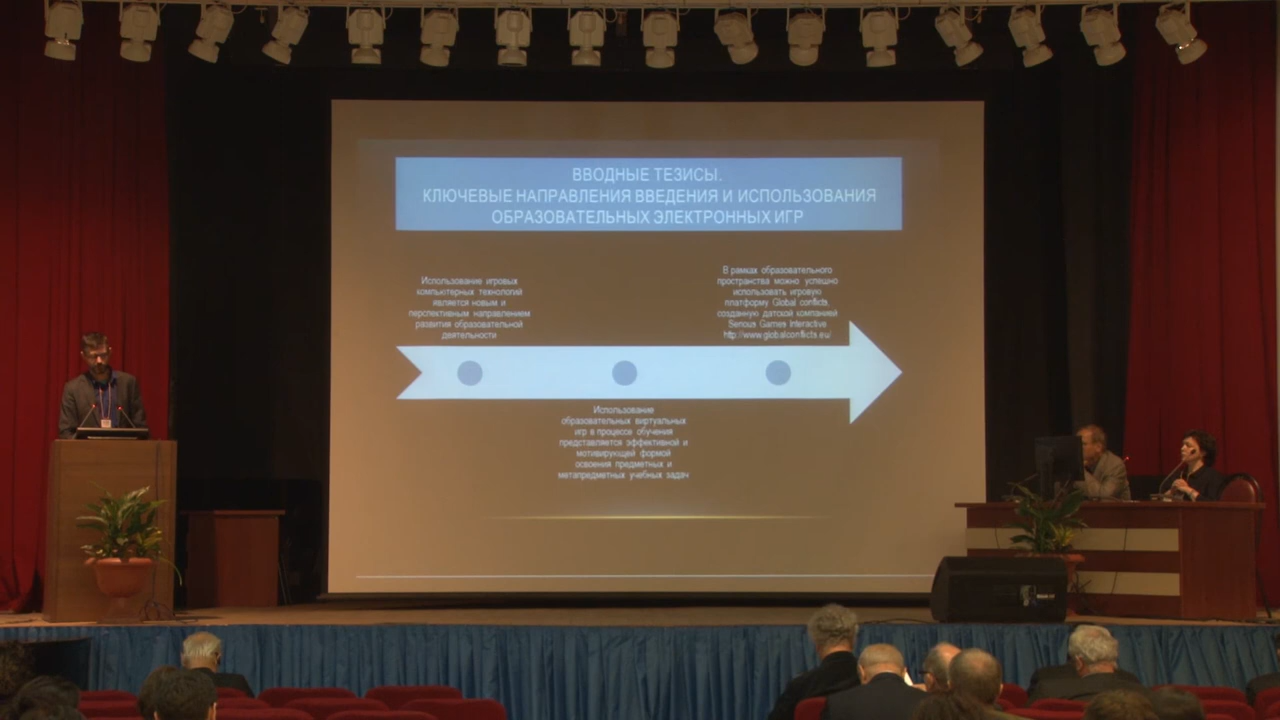 ВВОДНЫЕ ТЕЗИСЫ.
КЛЮЧЕВЫЕ НАПРАВЛЕНИЯ ВВЕДЕНИЯ И ИСПОЛЬЗОВАНИЯ
ОБРАЗОВАТЕЛЬНЫХ ЭЛЕКТРОННЫХ ИГР
Использование игровых
компьютерных технологий
является новым и
перспективным направлением
развития образовательной
деятельности
Использование
образовательных виртуальных
игр в процессе обучения
представляется эффективной и
мотивирующей формой
освоения предметных и
метапредметных учебных задач
В рамках образовательного
пространства можно успешно
использовать игровую
платформу Global conflicts,
созданную датской компанией
Serious Games Interactive
http://www.globalconflicts.eu/